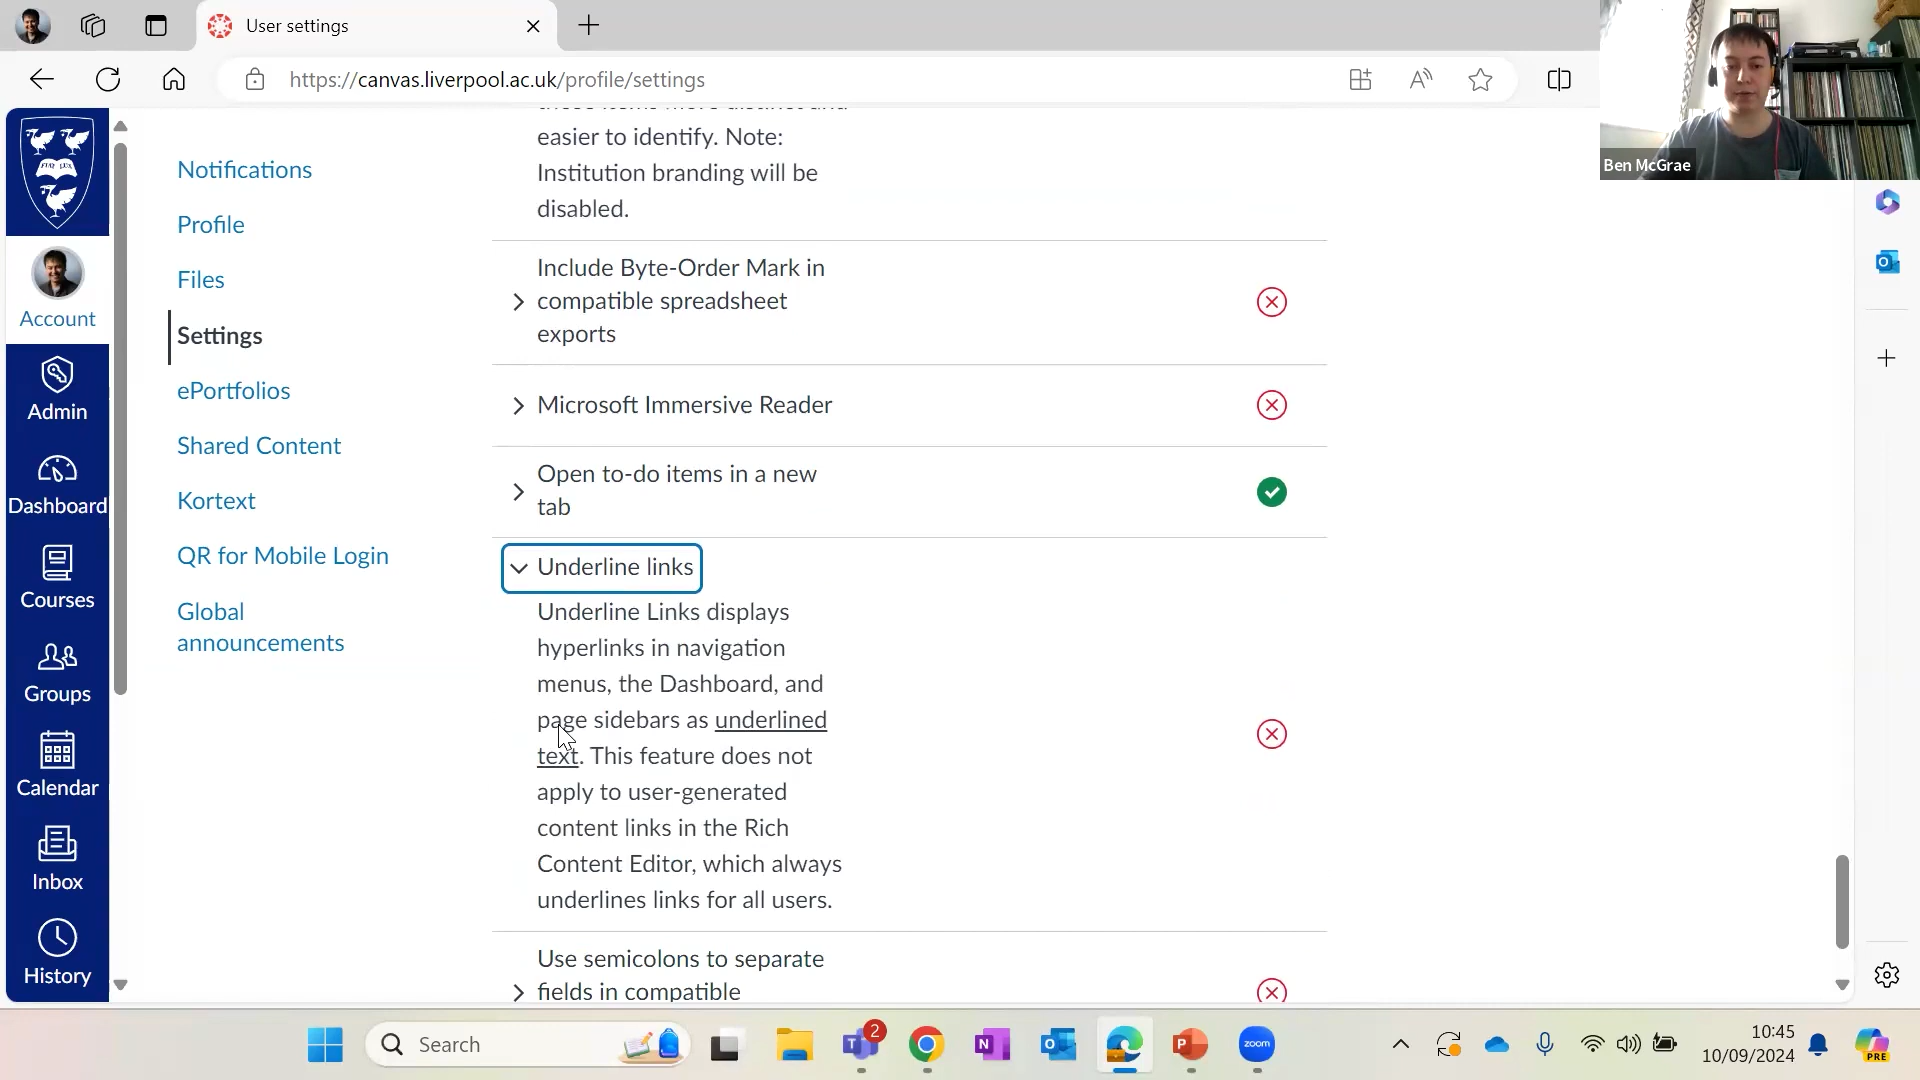 User settings
https://canvas.liverpool.ac.uk/profile/settings
Ben McGrae
FIAT LUX
Account
Admin
Dashboard
Courses
Groups
Calendar
Inbox
History
Notifications
Profile
Files
Settings
ePortfolios
Shared Content
Kortext
QR for Mobile Login
Global
announcements
easier to identify. Note:
Institution branding will be
disabled.
Include Byte-Order Mark in
compatible spreadsheet
exports
Microsoft Immersive Reader
Open to-do items in a new
tab
Underline links
Underline Links displays
hyperlinks in navigation
menus, the Dashboard, and
page sidebars as underlined
text. This feature does not
apply to user-generated
content links in the Rich
Content Editor, which always
underlines links for all users.
Use semicolons to separate
fields in compatible
Search
2
zoom
10:45
10/09/2024
PRE